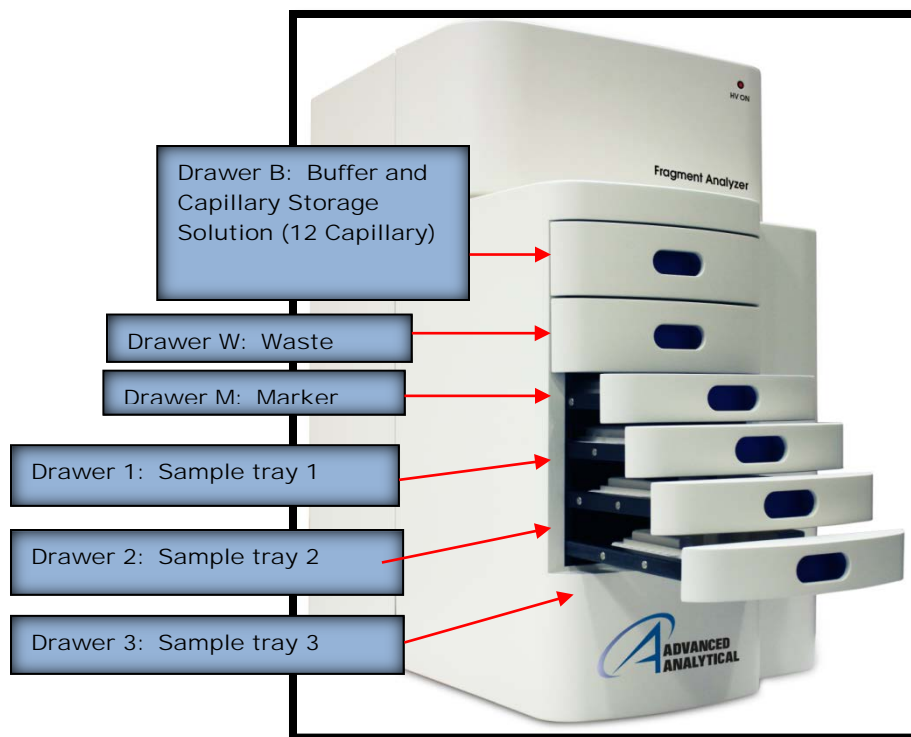 HV ON
Fragment Analyzer
Drawer B: Buffer and
Capillary Storage
Solution (12 Capillary)
Drawer W: Waste
Drawer M: Marker
Drawer 1: Sample tray 1
Drawer 2: Sample tray 2
Drawer 3: Sample tray 3
ADVANCED
ANALYTICAL